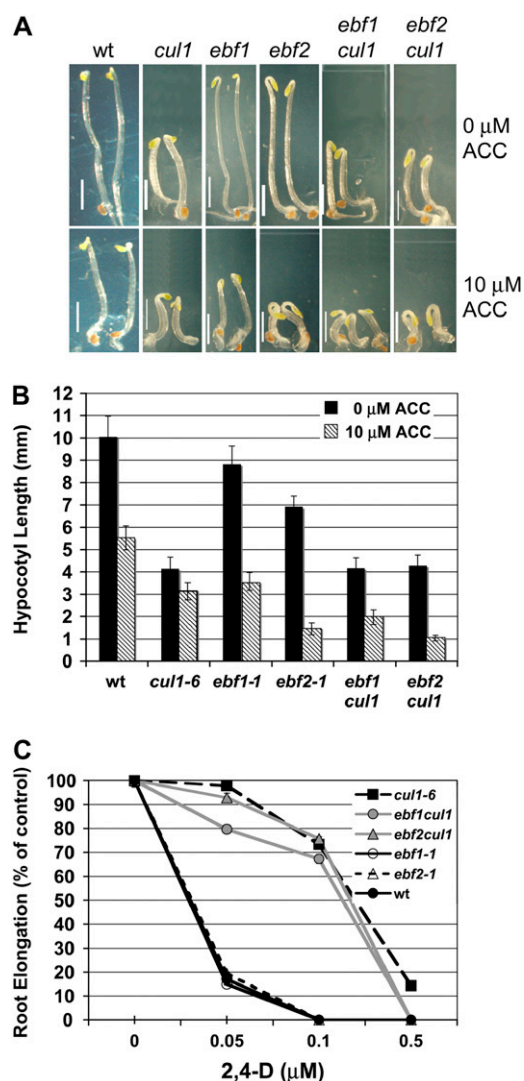 A
wt cul1 ebf1 ebf2 ebf1 cul1 ebf2 cul1
0 μM ACC
10 μM ACC
B
Hypocotyl Length (mm)
12
11
10
9
8
7
6
5
4
3
2
1
0
0 μM ACC
10 μM ACC
wt cul1-6 ebf1-1 ebf2-1 ebf1 cul1 ebf2 cul1
C
Root Elongation (% of control)
100
90
80
70
60
50
40
30
20
10
0
cul1-6
ebf1cul1
ebf2cul1
ebf1-1
ebf2-1
wt
0 0.05 0.1 0.5
2,4-D (μM)